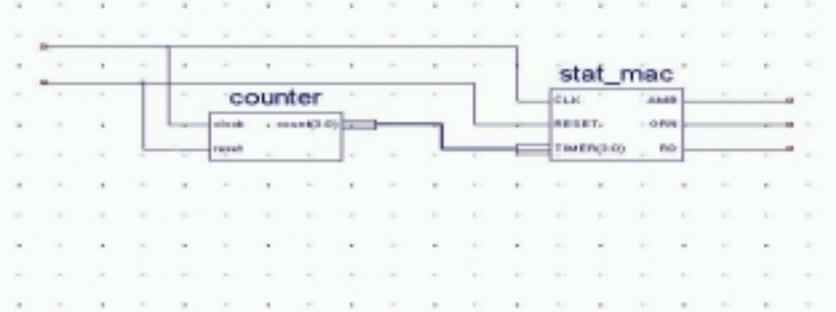 stat_mac
counter
CLK AMB
RESET. GRN
TIMER(3:0) RD
clock count(3:0)
reset